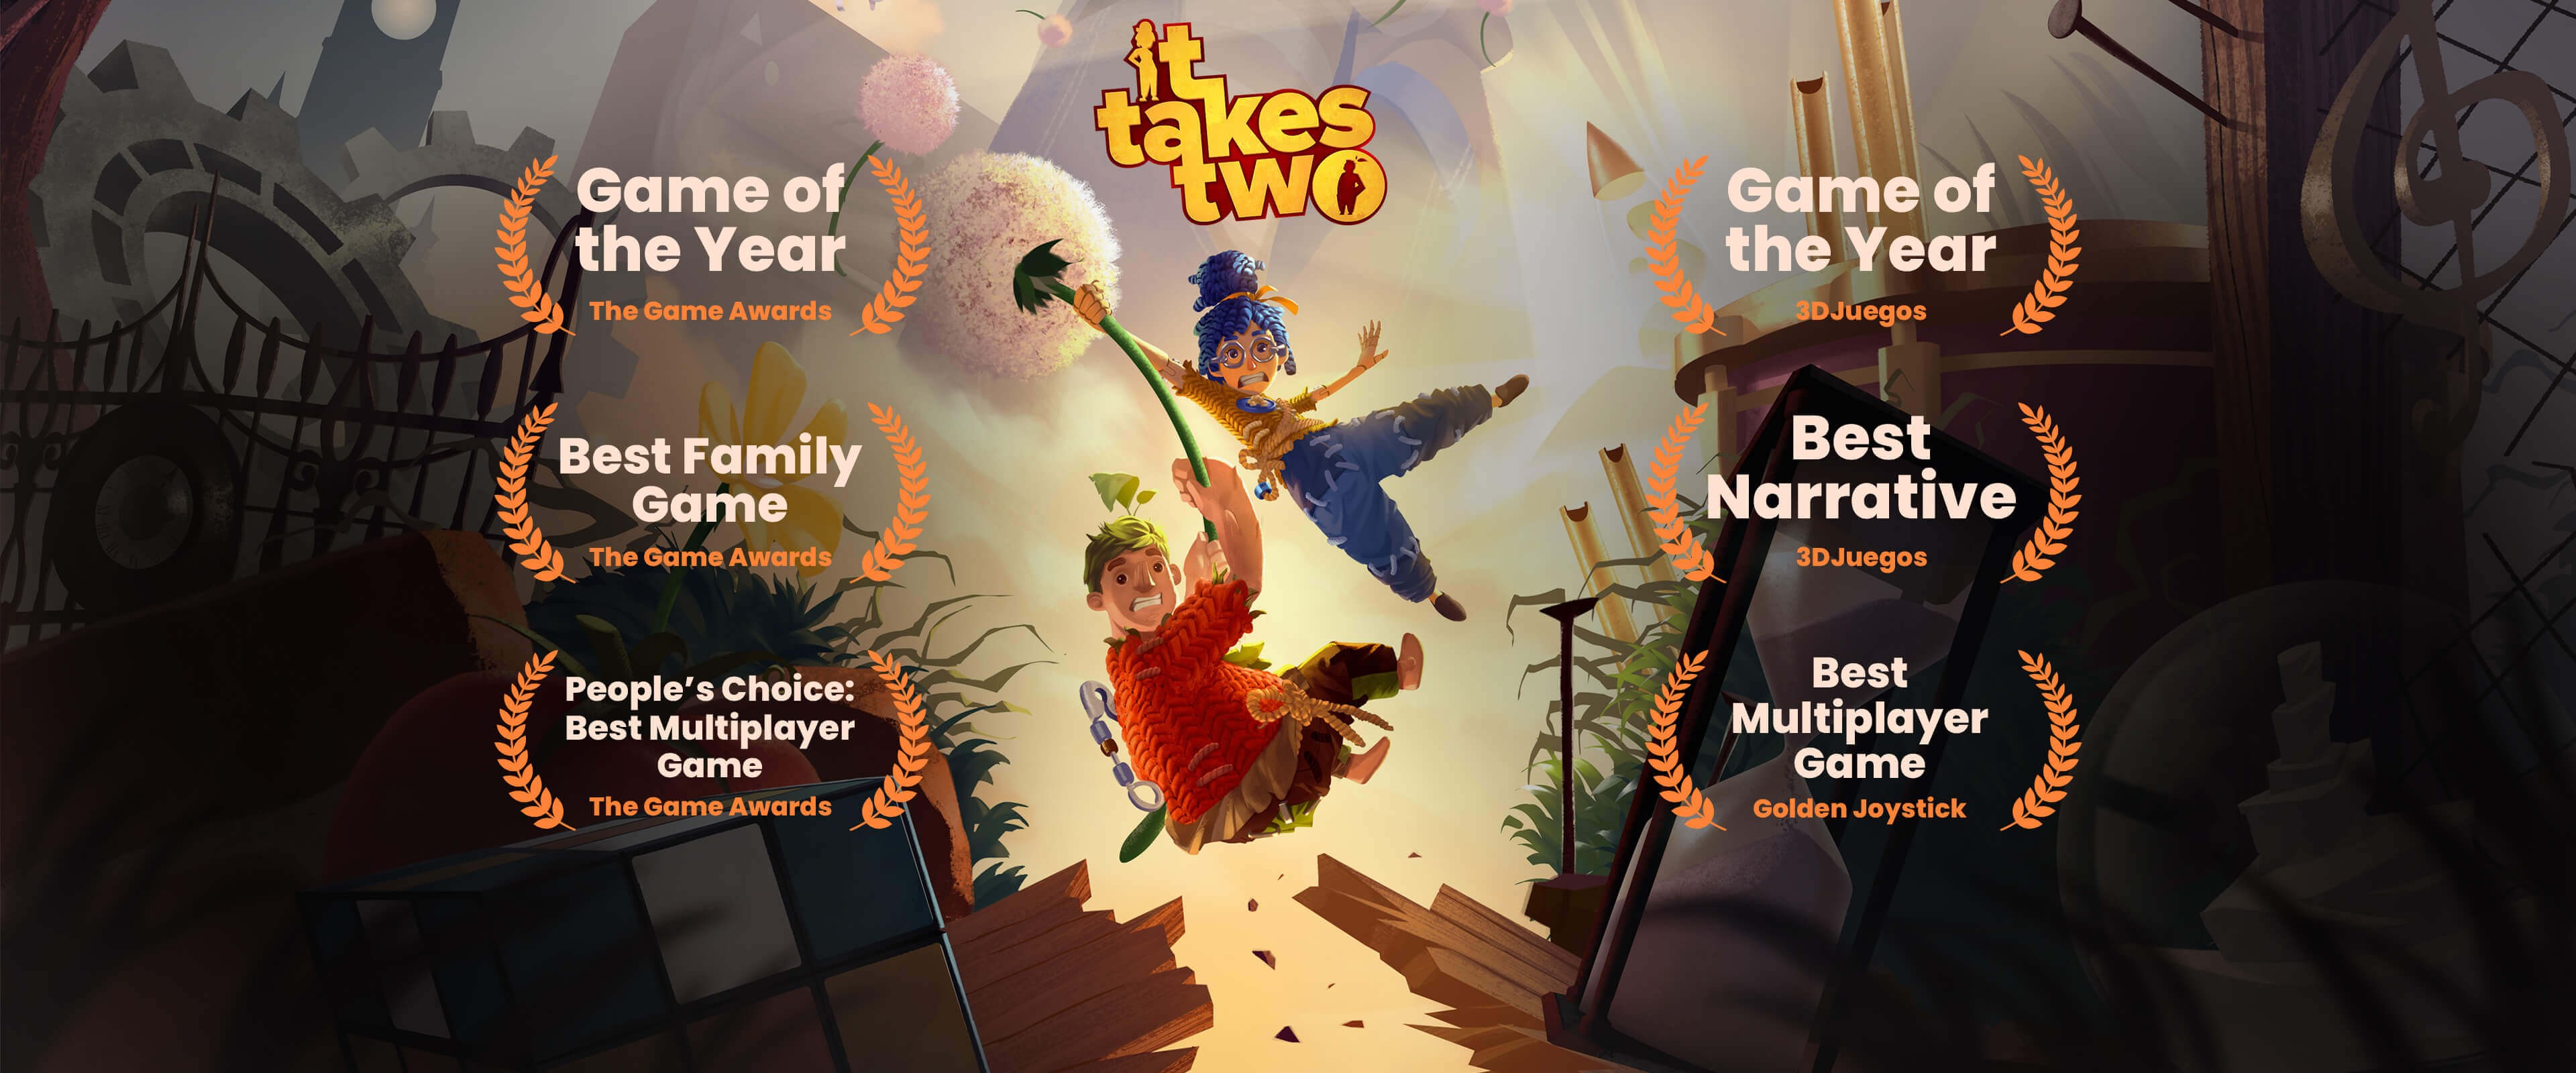 it
takes
two
Game of
the Year
The Game Awards
Best Family
Game
The Game Awards
People's Choice:
Best Multiplayer
Game
The Game Awards
Game of
the Year
3DJuegos
Best
Narrative
3DJuegos
Best
Multiplayer
Game
Golden Joystick